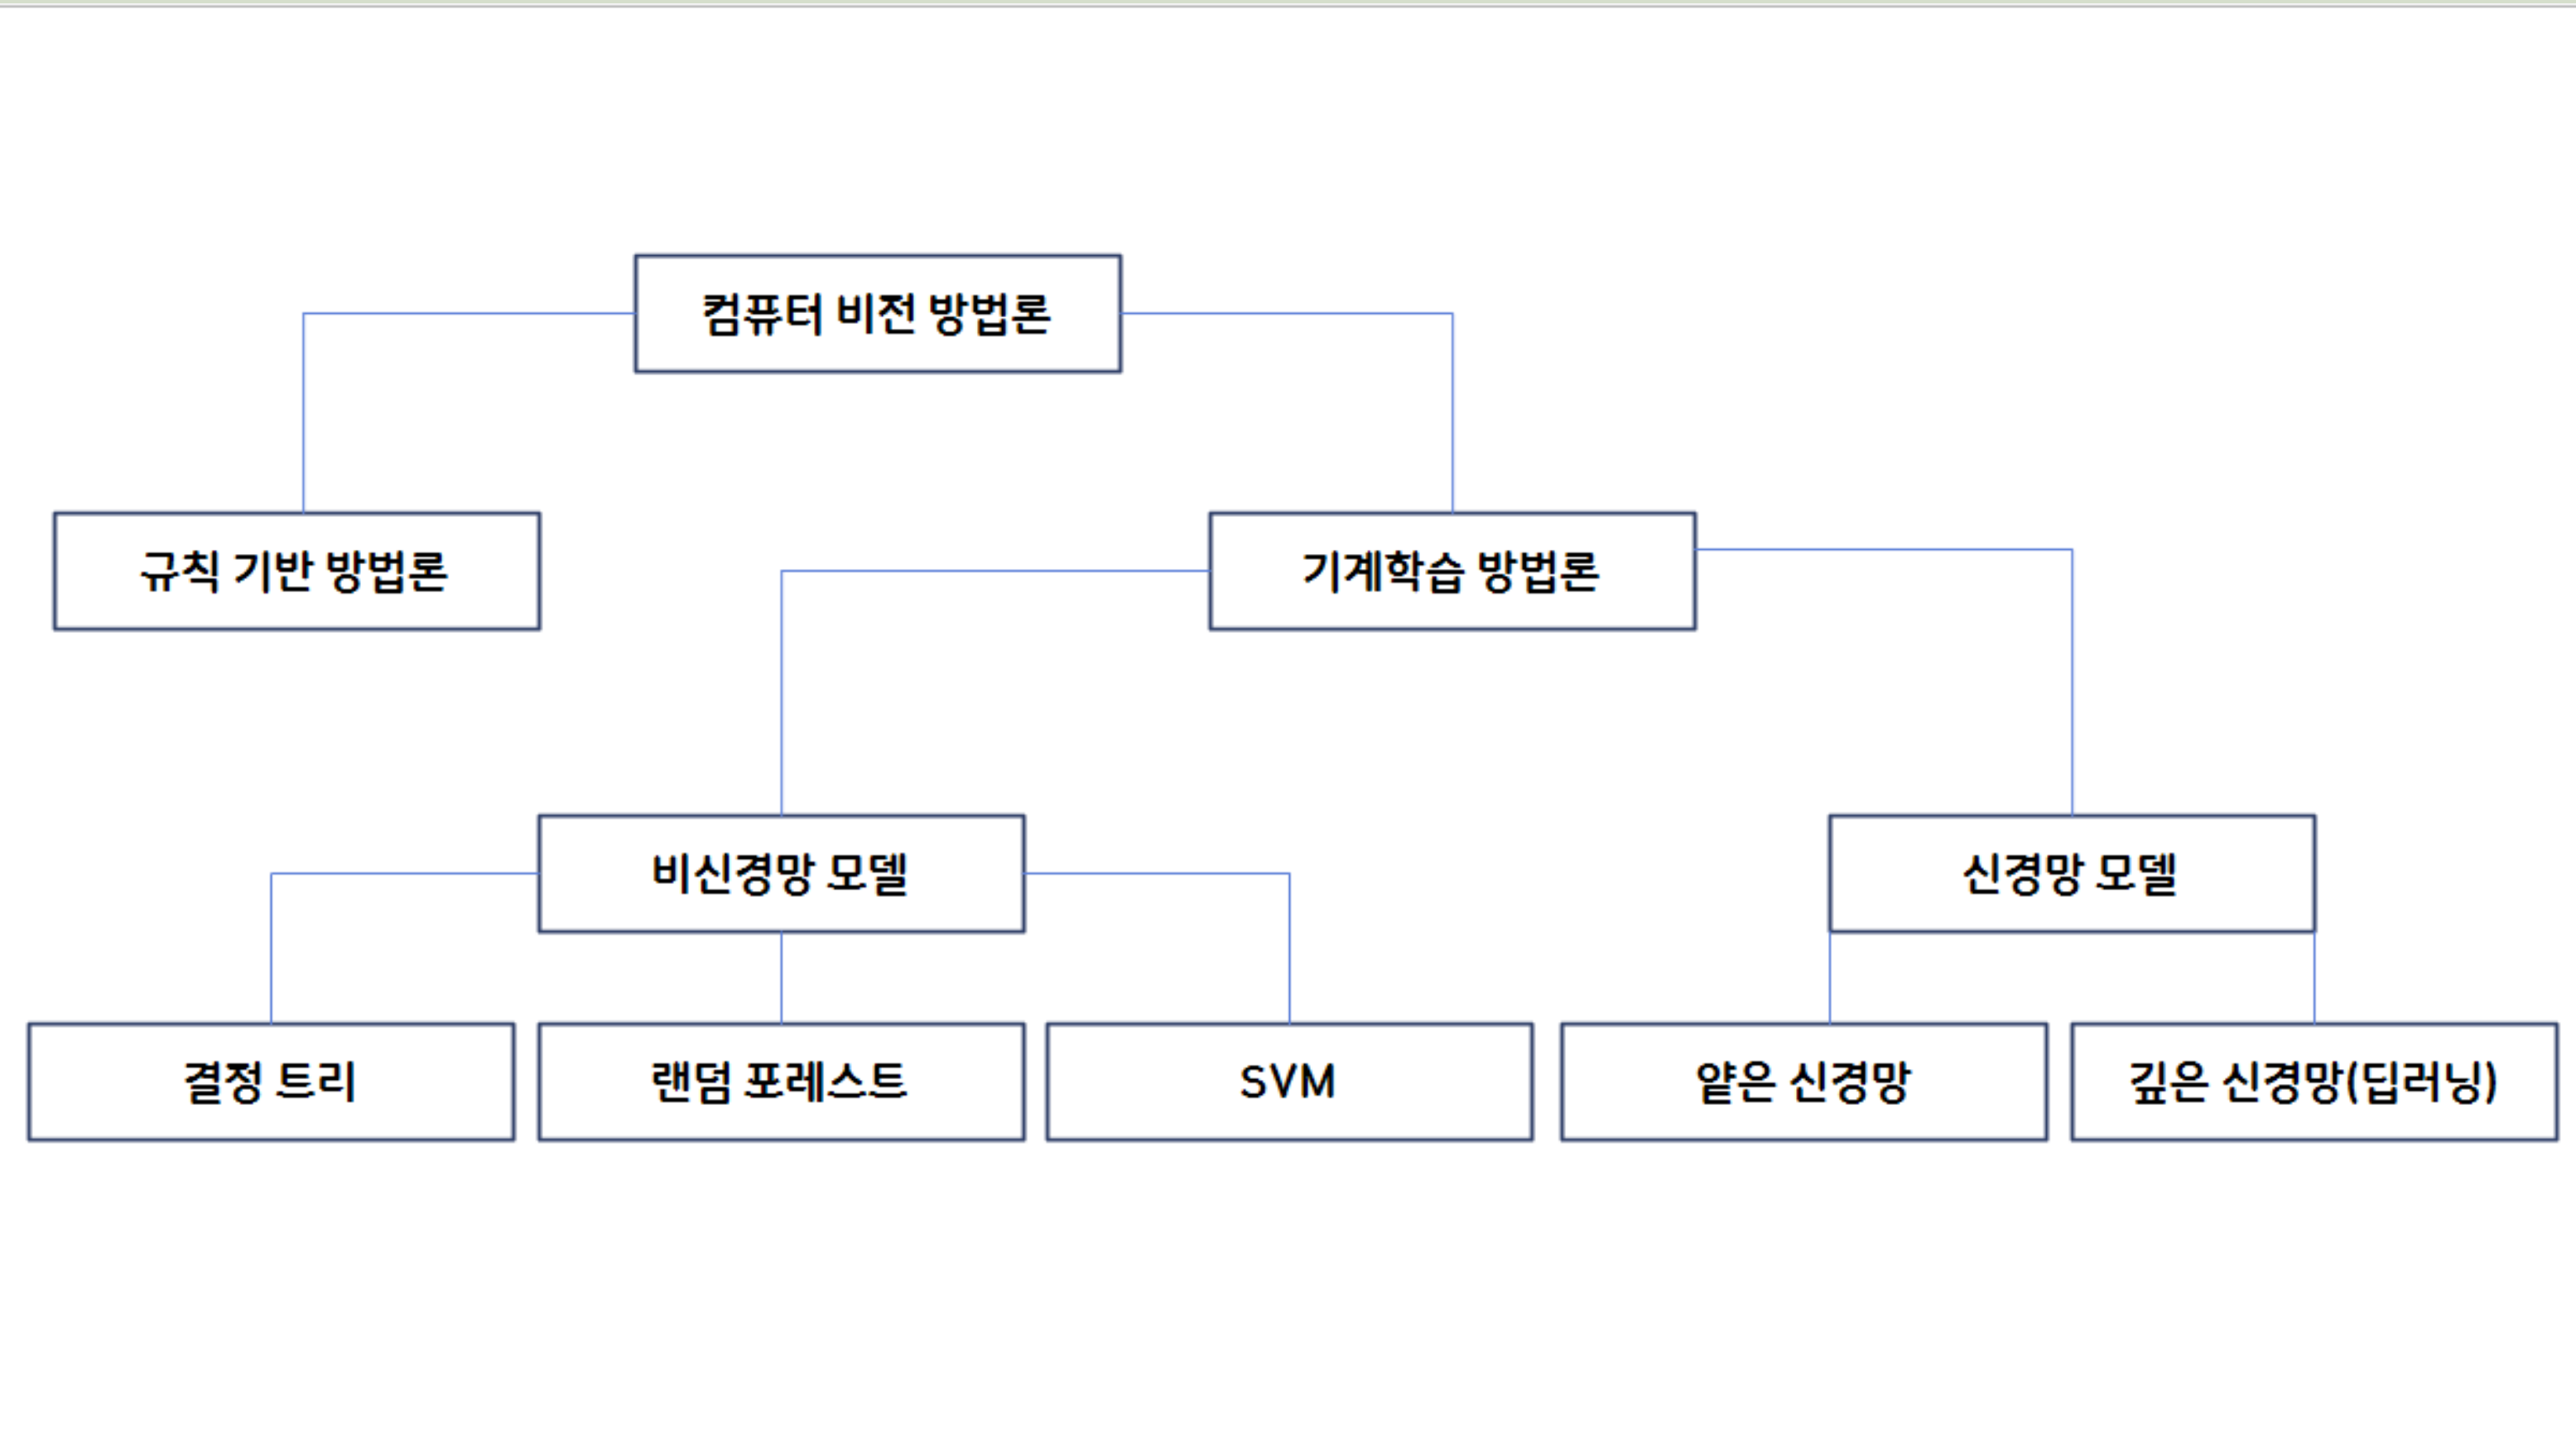 컴퓨터 비전 방법론
규칙 기반 방법론
기계학습 방법론
비신경망 모델
신경망 모델
결정 트리
랜덤 포레스트
SVM
얕은 신경망
깊은 신경망(딥러닝)